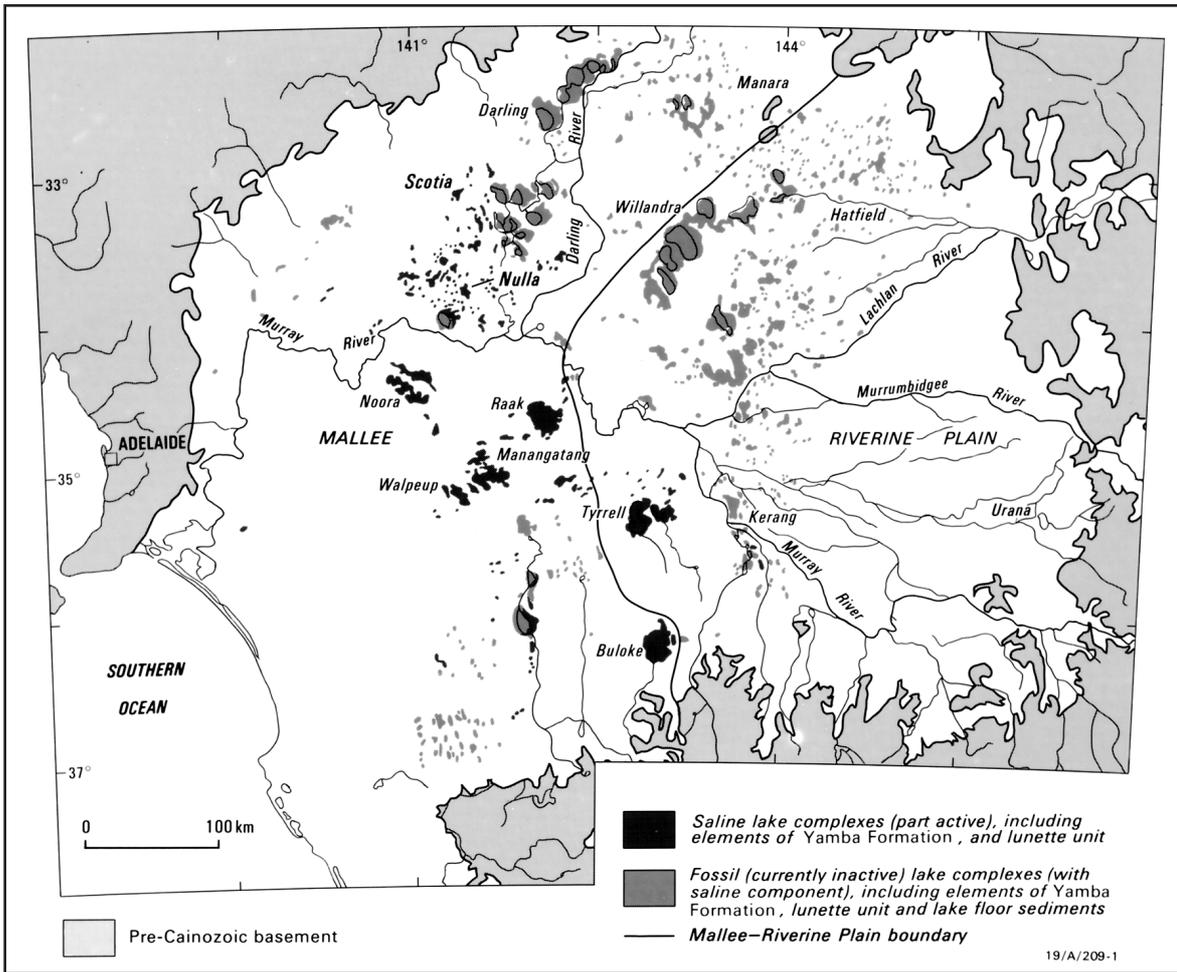 141°
144°
Manara
Darling
River
33°
Scotia
Willandra
Hatfield
Darling
River
Nulla
Lachlan
Murray
River
Murrumbidgee
River
Noora
Raak
ADELAIDE
MALLEE
RIVERINE PLAIN
Manangatang
35°
Walpeup
Tyrrell
Kerang
Urana
Murray
River
Buloke
SOUTHERN
OCEAN
37°
0 100 km
Saline lake complexes (part active), including
elements of Yamba Formation, and lunette unit
Fossil (currently inactive) lake complexes (with
saline component), including elements of Yamba
Formation, lunette unit and lake floor sediments
Pre-Cainozoic basement
Mallee–Riverine Plain boundary
19/A/209-1